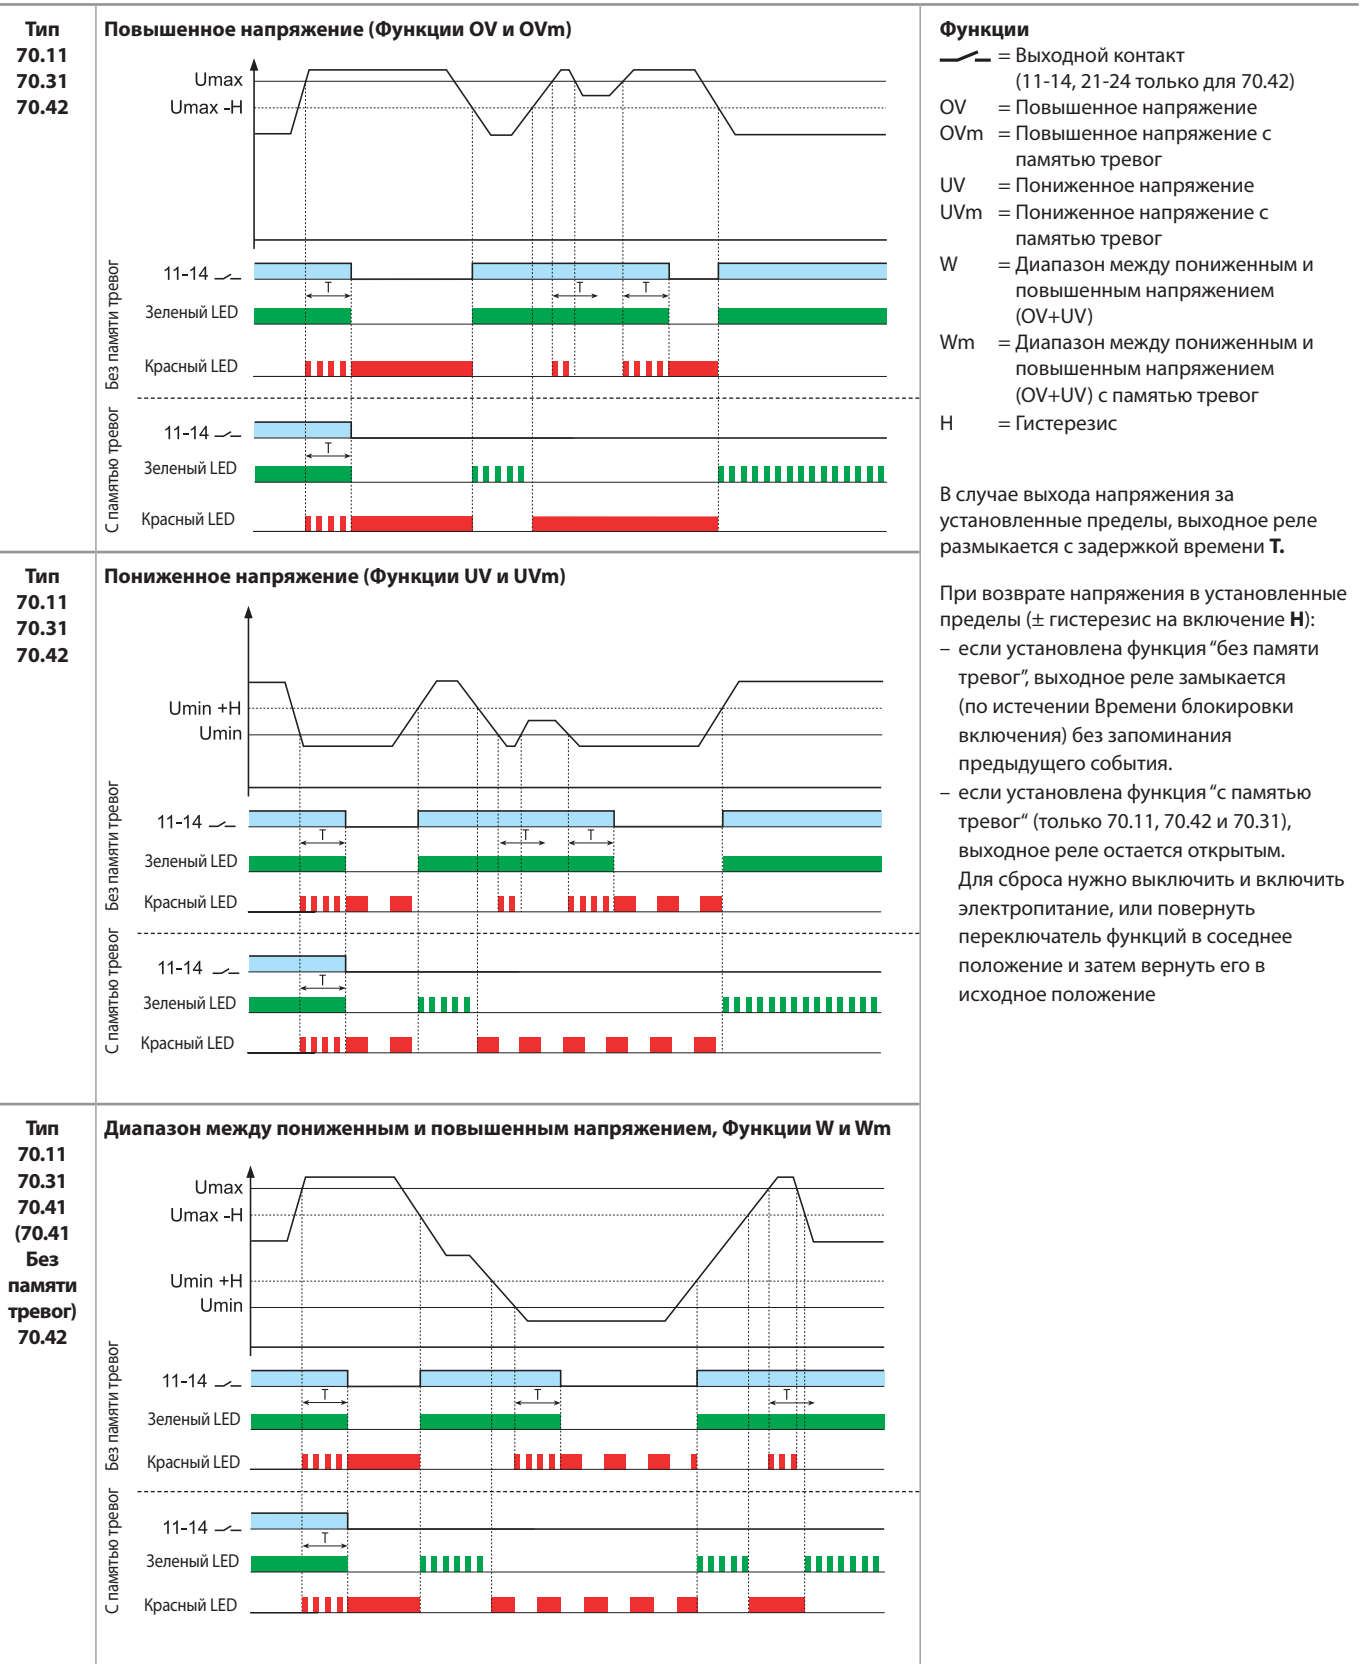 Тип
70.11
70.31
70.42
Повышенное напряжение (Функции OV и OVm)
Umax
Umax -H
Без памяти тревог
11-14
T
T
T
Зеленый LED
Красный LED
С памятью тревог
11-14
T
Зеленый LED
Красный LED
Тип
70.11
70.31
70.42
Пониженное напряжение (Функции UV и UVm)
Umin +H
Umin
Без памяти тревог
11-14
T
T
T
Зеленый LED
Красный LED
С памятью тревог
11-14
T
Зеленый LED
Красный LED
Тип
70.11
70.31
70.41
(70.41
Без
памяти
тревог)
70.42
Диапазон между пониженным и повышенным напряжением, Функции W и Wm
Umax
Umax -H
Umin +H
Umin
Без памяти тревог
11-14
T
T
T
Зеленый LED
Красный LED
С памятью тревог
11-14
T
Зеленый LED
Красный LED
Функции
= Выходной контакт
(11-14, 21-24 только для 70.42)
OV = Повышенное напряжение
OVm = Повышенное напряжение с
памятью тревог
UV = Пониженное напряжение
UVm = Пониженное напряжение с
памятью тревог
W = Диапазон между пониженным и
повышенным напряжением
(OV+UV)
Wm = Диапазон между пониженным и
повышенным напряжением
(OV+UV) с памятью тревог
H = Гистерезис
В случае выхода напряжения за
установленные пределы, выходное реле
размыкается с задержкой времени T.
При возврате напряжения в установленные
пределы (± гистерезис на включение H):
– если установлена функция “без памяти
тревог”, выходное реле замыкается
(по истечении Времени блокировки
включения) без запоминания
предыдущего события.
– если установлена функция “с памятью
тревог“ (только 70.11, 70.42 и 70.31),
выходное реле остается открытым.
Для сброса нужно выключить и включить
электропитание, или повернуть
переключатель функций в соседнее
положение и затем вернуть его в
исходное положение